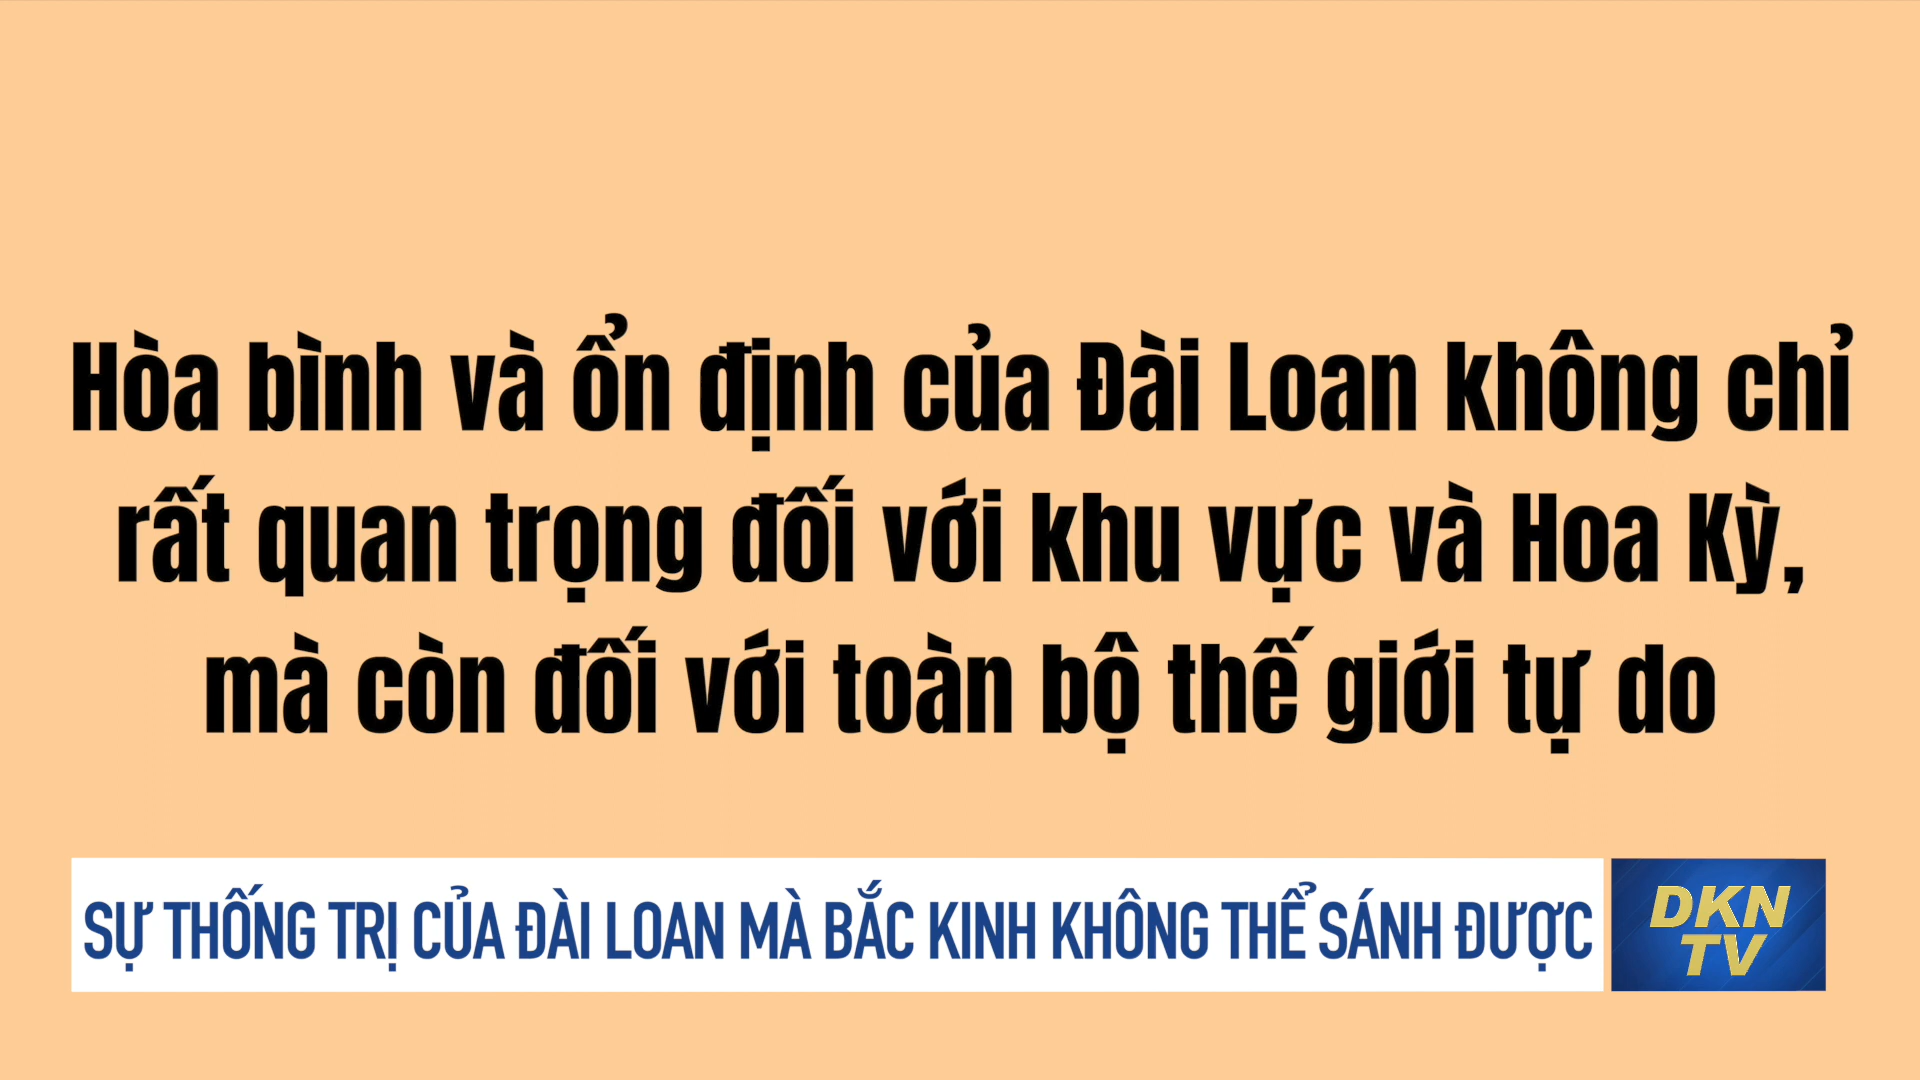 Hòa bình và ổn định của Đài Loan không chỉ
rất quan trọng đối với khu vực và Hoa Kỳ,
mà còn đối với toàn bộ thế giới tự do
SỰ THỐNG TRỊ CỦA ĐÀI LOAN MÀ BẮC KINH KHÔNG THỂ SÁNH ĐƯỢC
DKN
TV